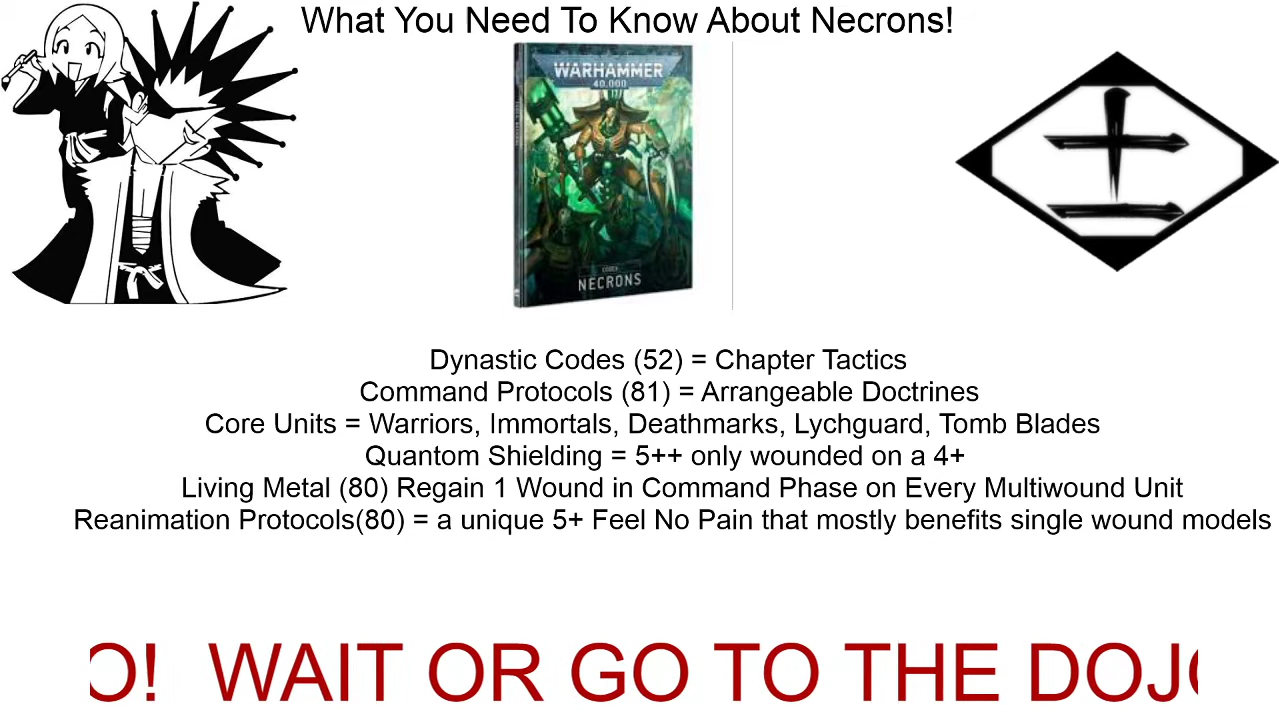 What You Need To Know About Necrons!
WARHAMMER
40,000
CODEX
NECRONS
士
Dynastic Codes (52) = Chapter Tactics
Command Protocols (81) = Arrangeable Doctrines
Core Units = Warriors, Immortals, Deathmarks, Lychguard, Tomb Blades
Quantom Shielding = 5++ only wounded on a 4+
Living Metal (80) Regain 1 Wound in Command Phase on Every Multiwound Unit
Reanimation Protocols(80) = a unique 5+ Feel No Pain that mostly benefits single wound models
O! WAIT OR GO TO THE DOJO